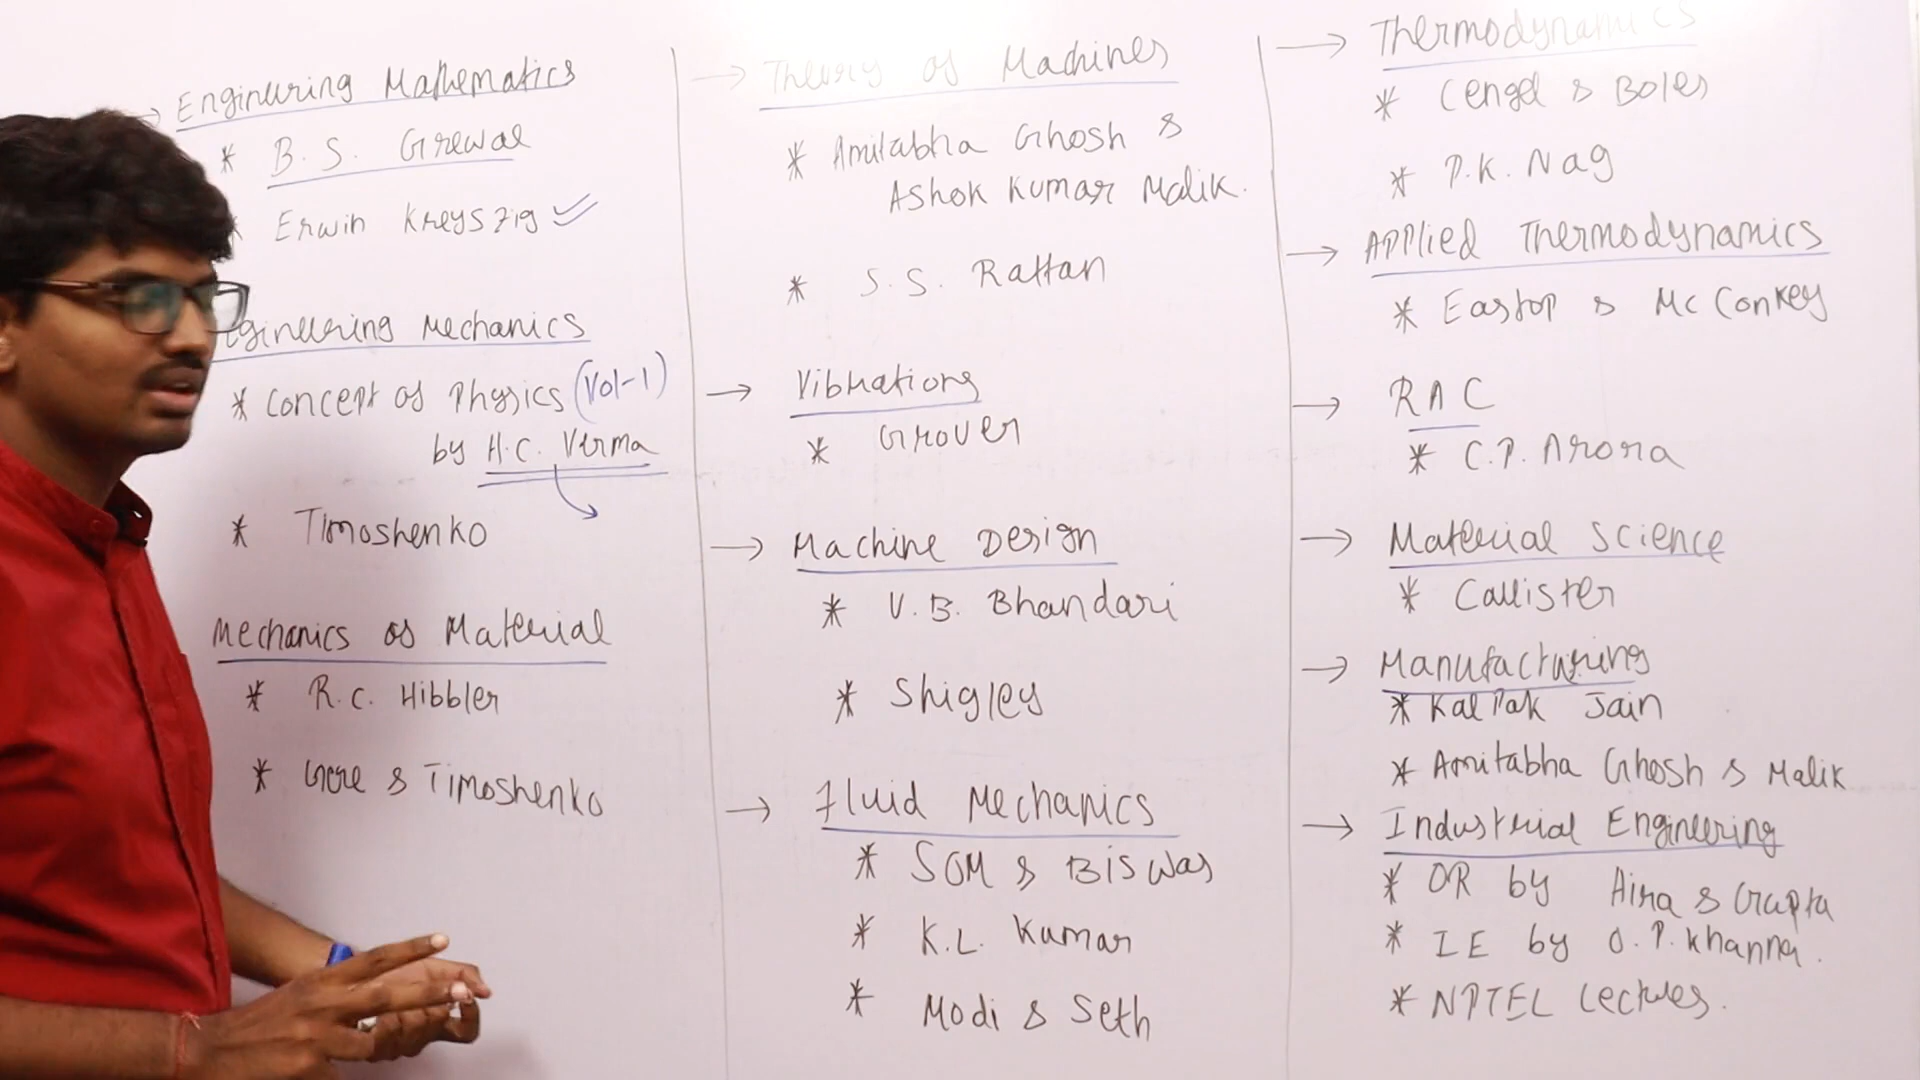 → Engineering Mathematics
* B. S. Grewal
* Erwin Kreyszig
Engineering Mechanics
* Concept of Physics (Vol-1)
by H.C. Verma
* Timoshenko
Mechanics of Material
* R.C. Hibbler
* Gere & Timoshenko
→ Theory of Machines
* Amitabha Ghosh &
Ashok Kumar Malik.
* S.S. Rattan
→ Vibrations
* Grover
→ Machine Design
* V.B. Bhandari
* Shigley
→ Fluid Mechanics
* SOM & Biswas
* K.L. Kumar
* Modi & Seth
→ Thermodynamics
* Cengel & Boles
* P.K. Nag
→ Applied Thermodynamics
* Eastop & McConkey
→ RAC
* C.P. Arora
→ Material Science
* Callister
→ Manufacturing
* Kalpak Jain
* Amitabha Ghosh & Malik
→ Industrial Engineering
* OR by Hira & Gupta
* IE by O.P. Khanna.
* NPTEL Lectures.